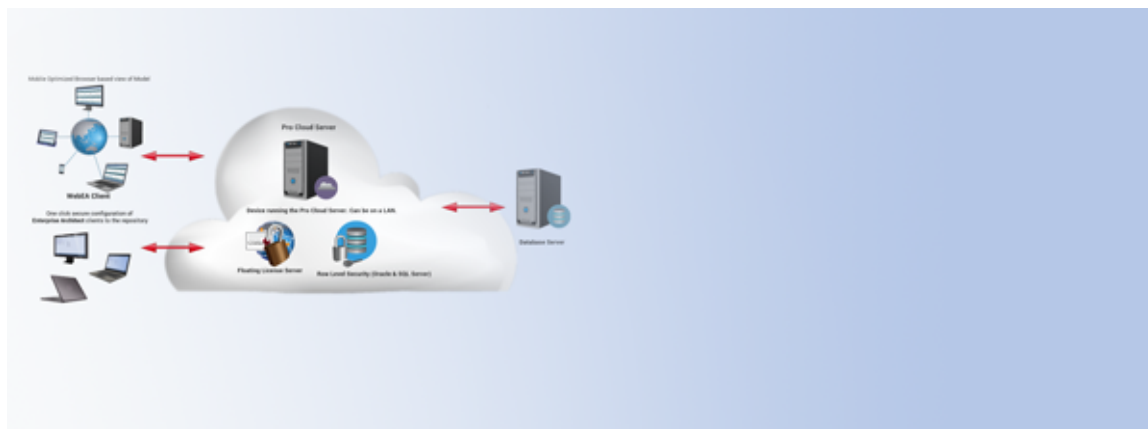 Mobile Optimized Browser based view of Model
WebEA Client
One click secure configuration of
Enterprise Architect clients to the repository
Pro Cloud Server
Device running the Pro Cloud Server. Can be on a LAN.
Floating License Server
Row Level Security (Oracle & SQL Server)
Database Server